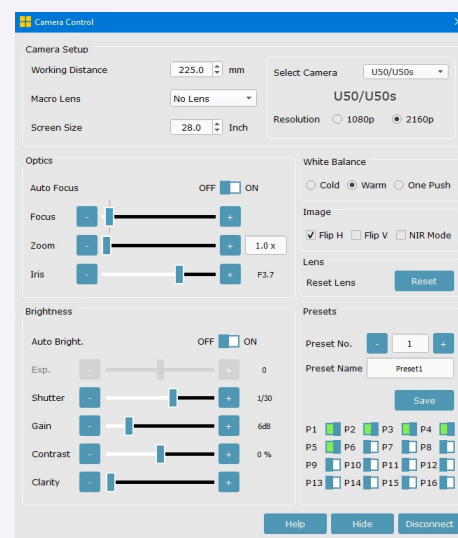 Camera Control
Camera Setup
Working Distance 225.0 mm
Macro Lens No Lens
Screen Size 28.0 Inch
Select Camera U50/U50s
U50/U50s
Resolution 1080p 2160p
Optics
Auto Focus OFF ON
Focus - +
Zoom - + 1.0 x
Iris - + F3.7
White Balance
Cold Warm One Push
Image
Flip H Flip V NIR Mode
Lens
Reset Lens Reset
Brightness
Auto Bright. OFF ON
Exp. - + 0
Shutter - + 1/30
Gain - + 6dB
Contrast - + 0 %
Clarity - +
Presets
Preset No. - 1 +
Preset Name Preset1
Save
P1 P2 P3 P4
P5 P6 P7 P8
P9 P10 P11 P12
P13 P14 P15 P16
Help Hide Disconnect